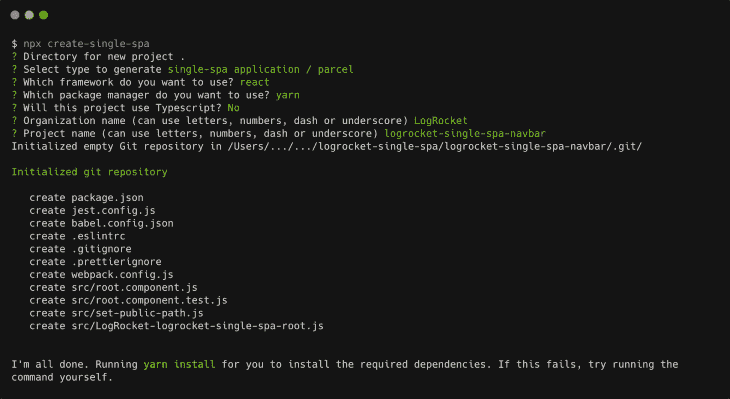 $ npx create-single-spa
? Directory for new project .
? Select type to generate single-spa application / parcel
? Which framework do you want to use? react
? Which package manager do you want to use? yarn
? Will this project use Typescript? No
? Organization name (can use letters, numbers, dash or underscore) LogRocket
? Project name (can use letters, numbers, dash or underscore) logrocket-single-spa-navbar
Initialized empty Git repository in /Users/.../.../logrocket-single-spa/logrocket-single-spa-navbar/.git/
Initialized git repository
create package.json
create jest.config.js
create babel.config.json
create .eslintrc
create .gitignore
create .prettierignore
create webpack.config.js
create src/root.component.js
create src/root.component.test.js
create src/set-public-path.js
create src/LogRocket-logrocket-single-spa-root.js
I'm all done. Running yarn install for you to install the required dependencies. If this fails, try running the
command yourself.